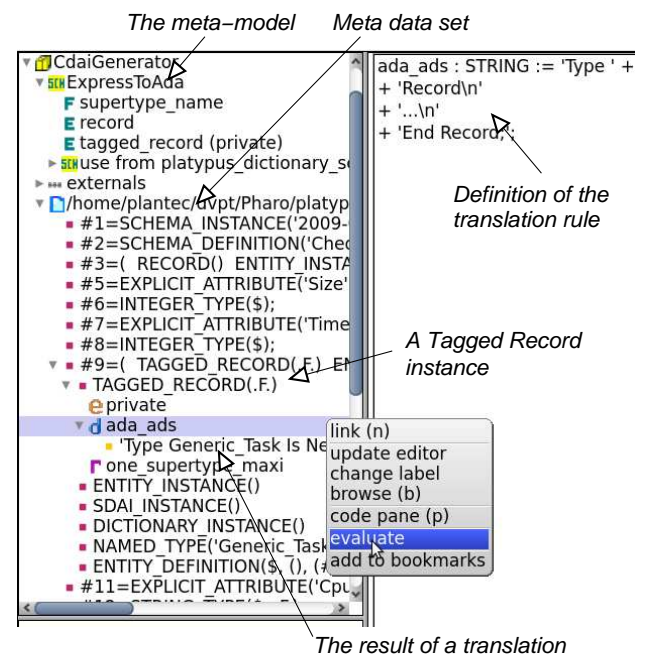 The meta-model Meta data set
CdaiGenerator
ExpressToAda
supertype_name
record
tagged_record (private)
use from platypus_dictionary_s
externals
/home/plantec/dvpt/Pharo/platyp
#1=SCHEMA_INSTANCE('2009-
#2=SCHEMA_DEFINITION('Chec
#3=( RECORD() ENTITY_INSTA
#5=EXPLICIT_ATTRIBUTE('Size'
#6=INTEGER_TYPE($);
#7=EXPLICIT_ATTRIBUTE('Time
#8=INTEGER_TYPE($);
#9=( TAGGED_RECORD(.F.) EN
TAGGED_RECORD(.F.)
private
ada_ads
'Type Generic_Task Is Ne
one_supertype_maxi
ENTITY_INSTANCE()
SDAI_INSTANCE()
DICTIONARY_INSTANCE()
NAMED_TYPE('Generic_Task
ENTITY_DEFINITION($, (), (#
#11=EXPLICIT_ATTRIBUTE('Cpu
ada_ads : STRING := 'Type ' +
+ 'Record\n'
+ '...\n'
+ 'End Record;';
Definition of the
translation rule
A Tagged Record
instance
link (n)
update editor
change label
browse (b)
code pane (p)
evaluate
add to bookmarks
The result of a translation